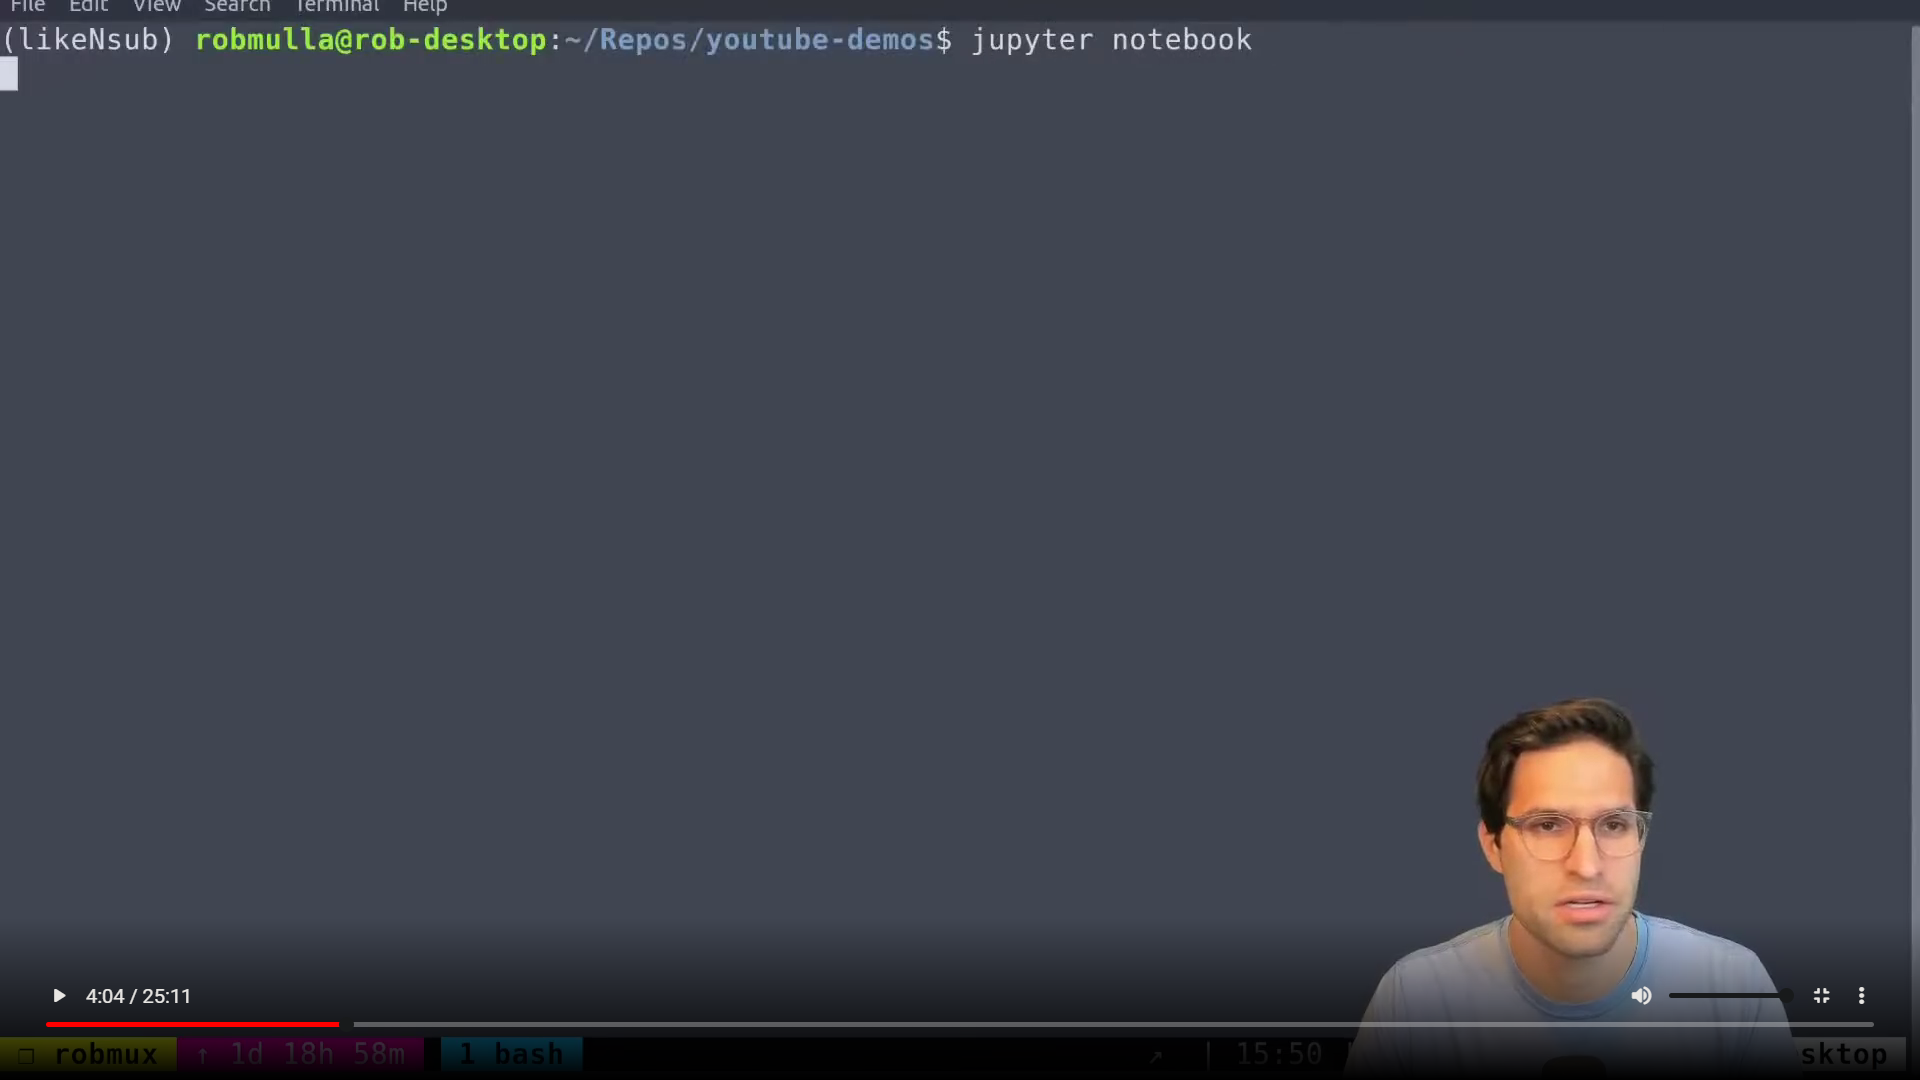 File Edit View Search Terminal Help
(likeNsub) robmulla@rob-desktop:~/Repos/youtube-demos$ jupyter notebook
4:04 / 25:11
❐ robmux ↑ 1d 18h 58m 1 bash ↗ | 15:50 sktop